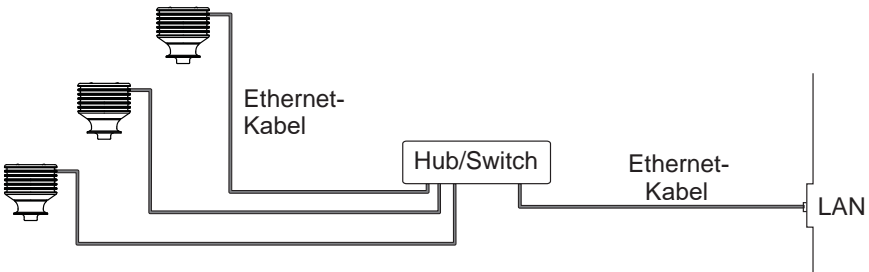 Ethernet-
Kabel
Hub/Switch
Ethernet-
Kabel
LAN